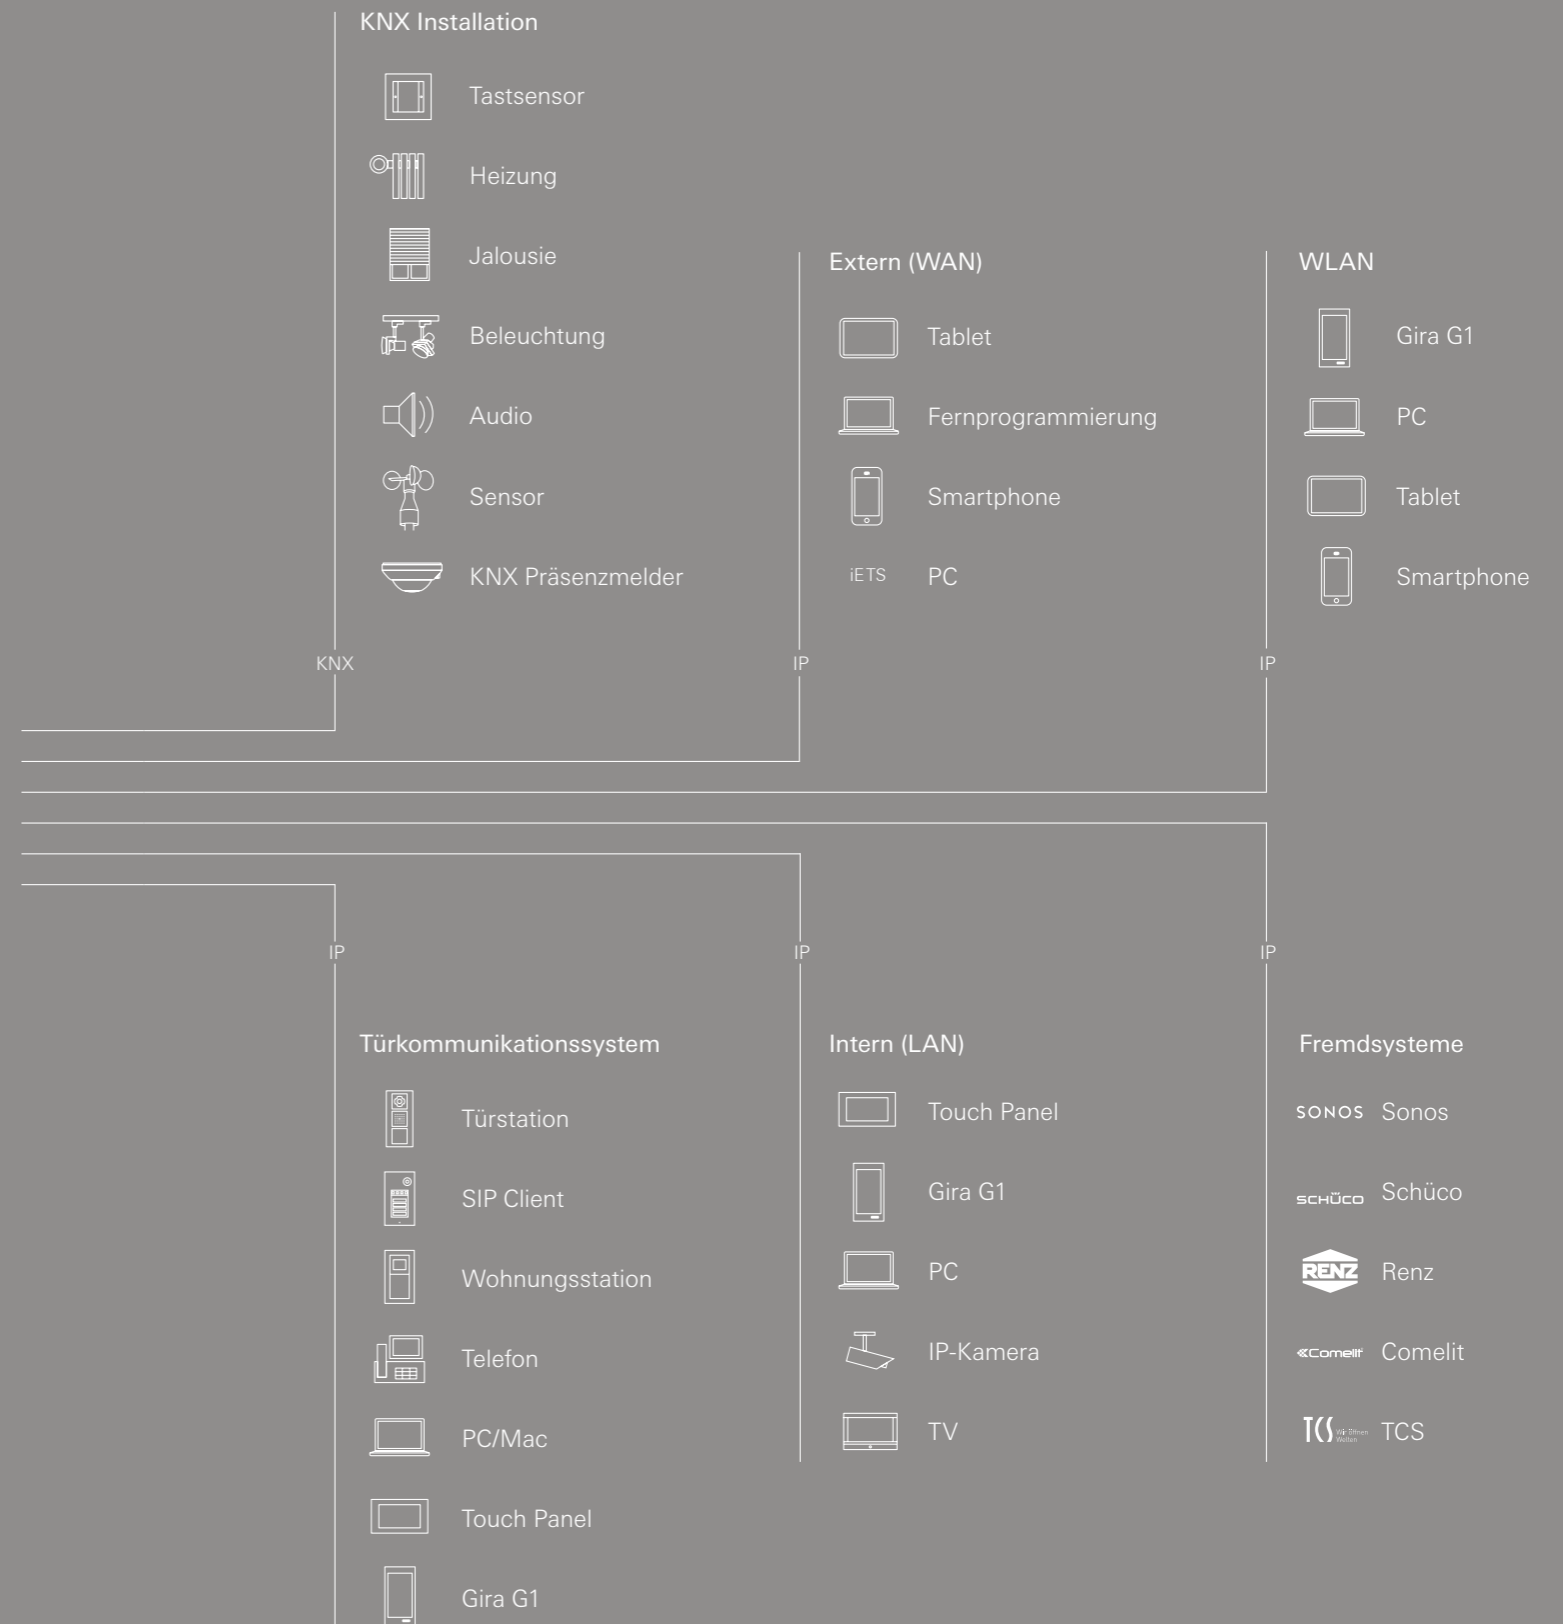 KNX Installation
Tastsensor
Heizung
Jalousie
Beleuchtung
Audio
Sensor
KNX Präsenzmelder
KNX
Extern (WAN)
Tablet
Fernprogrammierung
Smartphone
iETS PC
IP
WLAN
Gira G1
PC
Tablet
Smartphone
IP
IP
Türkommunikationssystem
Türstation
SIP Client
Wohnungsstation
Telefon
PC/Mac
Touch Panel
Gira G1
IP
Intern (LAN)
Touch Panel
Gira G1
PC
IP-Kamera
TV
IP
Fremdsysteme
SONOS Sonos
SCHÜCO Schüco
RENZ Renz
Comelit Comelit
TCS Wir öffnen
Welten
TCS